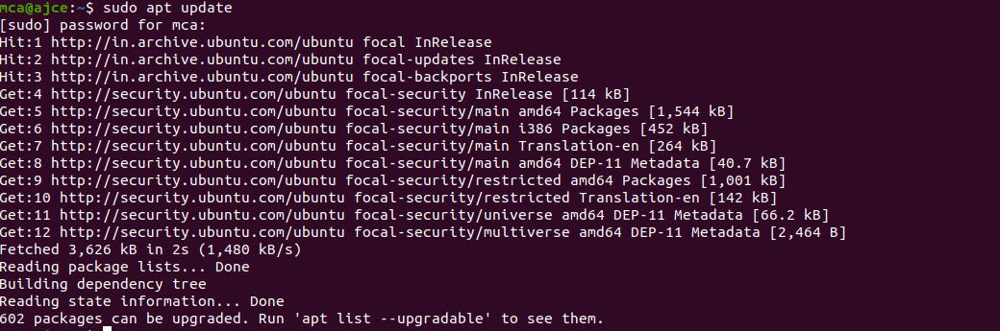 mca@ajce:~$ sudo apt update
[sudo] password for mca:
Hit:1 http://in.archive.ubuntu.com/ubuntu focal InRelease
Hit:2 http://in.archive.ubuntu.com/ubuntu focal-updates InRelease
Hit:3 http://in.archive.ubuntu.com/ubuntu focal-backports InRelease
Get:4 http://security.ubuntu.com/ubuntu focal-security InRelease [114 kB]
Get:5 http://security.ubuntu.com/ubuntu focal-security/main amd64 Packages [1,544 kB]
Get:6 http://security.ubuntu.com/ubuntu focal-security/main i386 Packages [452 kB]
Get:7 http://security.ubuntu.com/ubuntu focal-security/main Translation-en [264 kB]
Get:8 http://security.ubuntu.com/ubuntu focal-security/main amd64 DEP-11 Metadata [40.7 kB]
Get:9 http://security.ubuntu.com/ubuntu focal-security/restricted amd64 Packages [1,001 kB]
Get:10 http://security.ubuntu.com/ubuntu focal-security/restricted Translation-en [142 kB]
Get:11 http://security.ubuntu.com/ubuntu focal-security/universe amd64 DEP-11 Metadata [66.2 kB]
Get:12 http://security.ubuntu.com/ubuntu focal-security/multiverse amd64 DEP-11 Metadata [2,464 B]
Fetched 3,626 kB in 2s (1,480 kB/s)
Reading package lists... Done
Building dependency tree
Reading state information... Done
602 packages can be upgraded. Run 'apt list --upgradable' to see them.